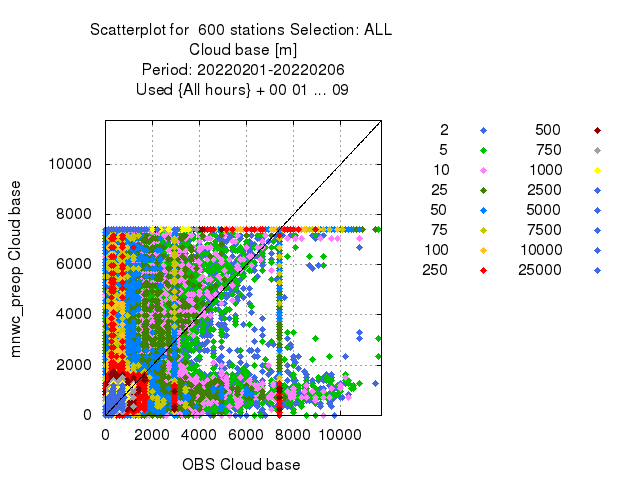 Scatterplot for  600 stations Selection: ALL
Cloud base [m]
Period: 20220201-20220206
Used {All hours} + 00 01 ... 09
mnwc_preop Cloud base
10000
8000
6000
4000
2000
0
0 2000 4000 6000 8000 10000
OBS Cloud base
2 500
5 750
10 1000
25 2500
50 5000
75 7500
100 10000
250 25000